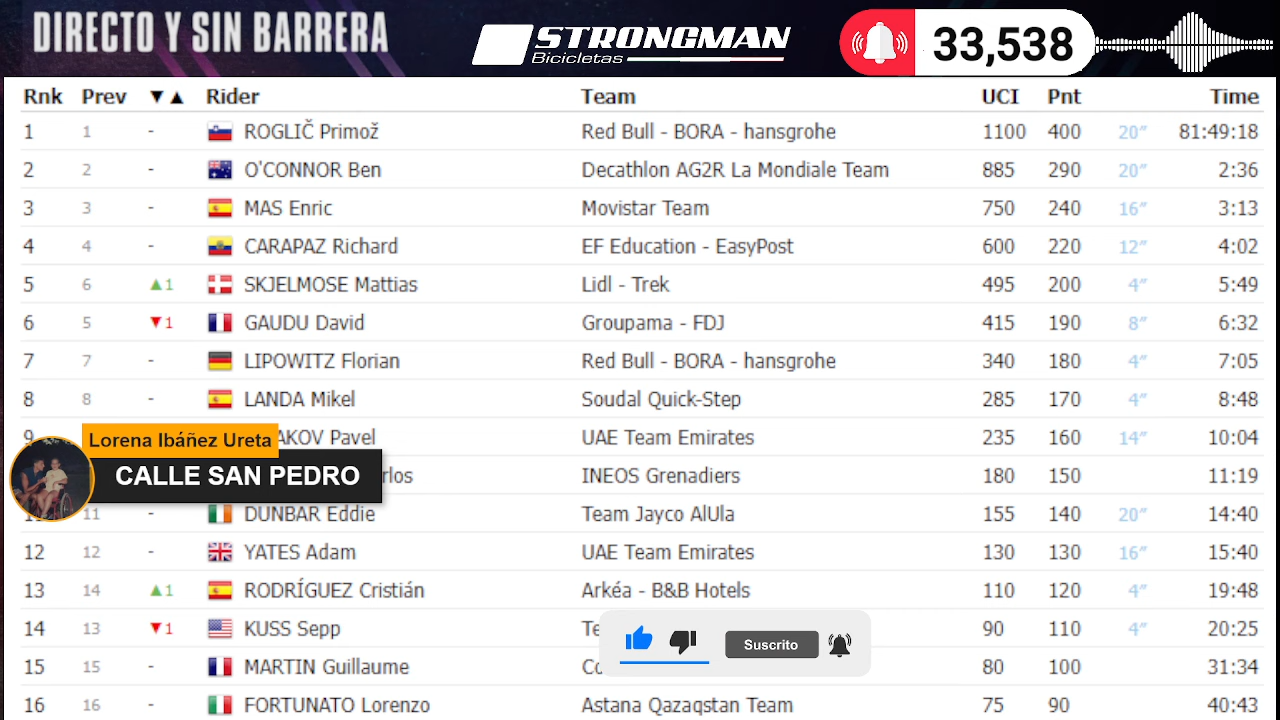 DIRECTO Y SIN BARRERA
STRONGMAN
Bicicletas
33,538
Rnk Prev ▼▲ Rider Team UCI Pnt Time
1 1 - ROGLIČ Primož Red Bull - BORA - hansgrohe 1100 400 20″ 81:49:18
2 2 - O'CONNOR Ben Decathlon AG2R La Mondiale Team 885 290 20″ 2:36
3 3 - MAS Enric Movistar Team 750 240 16″ 3:13
4 4 - CARAPAZ Richard EF Education - EasyPost 600 220 12″ 4:02
5 6 ▲1 SKJELMOSE Mattias Lidl - Trek 495 200 4″ 5:49
6 5 ▼1 GAUDU David Groupama - FDJ 415 190 8″ 6:32
7 7 - LIPOWITZ Florian Red Bull - BORA - hansgrohe 340 180 4″ 7:05
8 8 - LANDA Mikel Soudal Quick-Step 285 170 4″ 8:48
9 AKOV Pavel UAE Team Emirates 235 160 14″ 10:04
Lorena Ibáñez Ureta
CALLE SAN PEDRO
rlos INEOS Grenadiers 180 150 11:19
11 11 - DUNBAR Eddie Team Jayco AlUla 155 140 20″ 14:40
12 12 - YATES Adam UAE Team Emirates 130 130 16″ 15:40
13 14 ▲1 RODRÍGUEZ Cristián Arkéa - B&B Hotels 110 120 4″ 19:48
14 13 ▼1 KUSS Sepp Te 90 110 4″ 20:25
Suscrito
15 15 - MARTIN Guillaume Co 80 100 31:34
16 16 - FORTUNATO Lorenzo Astana Qazaqstan Team 75 90 40:43